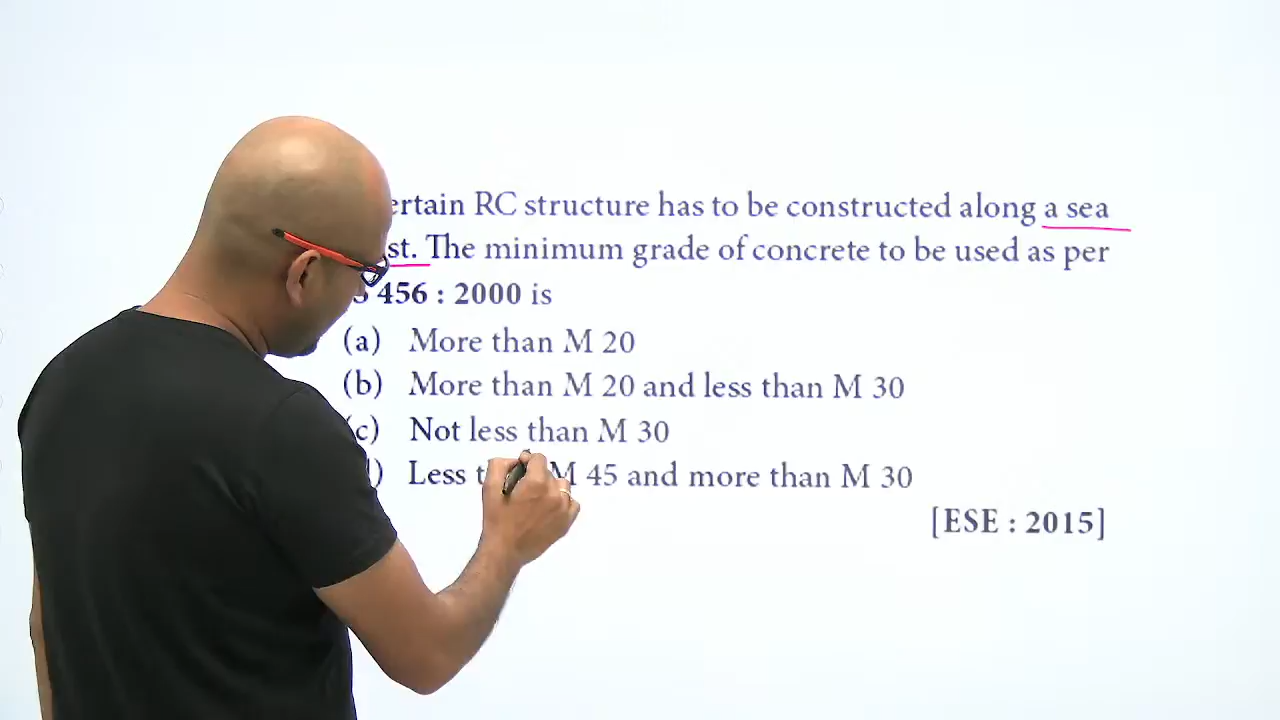 ertain RC structure has to be constructed along a sea
st. The minimum grade of concrete to be used as per
456 : 2000 is
(a) More than M 20
(b) More than M 20 and less than M 30
(c) Not less than M 30
Less M 45 and more than M 30
[ESE : 2015]